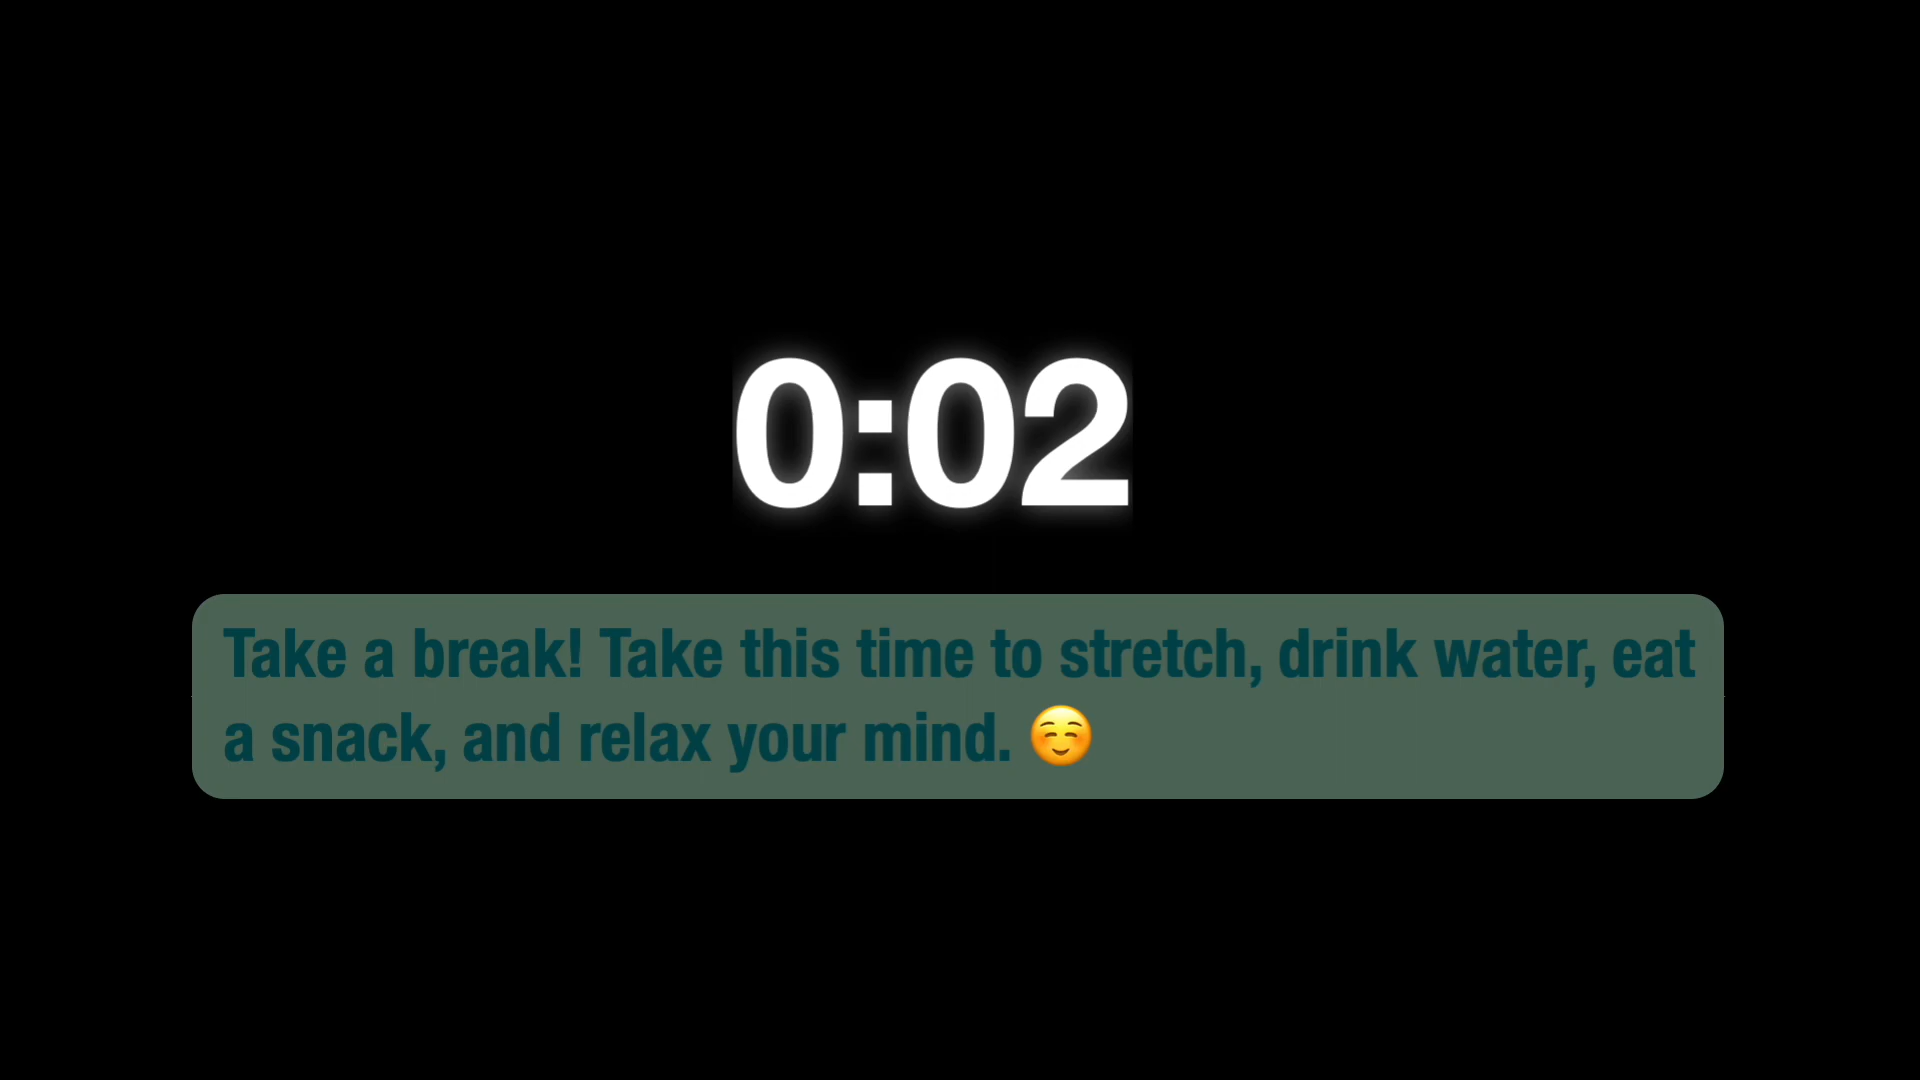 0:02
Take a break! Take this time to stretch, drink water, eat
a snack, and relax your mind. ☺️